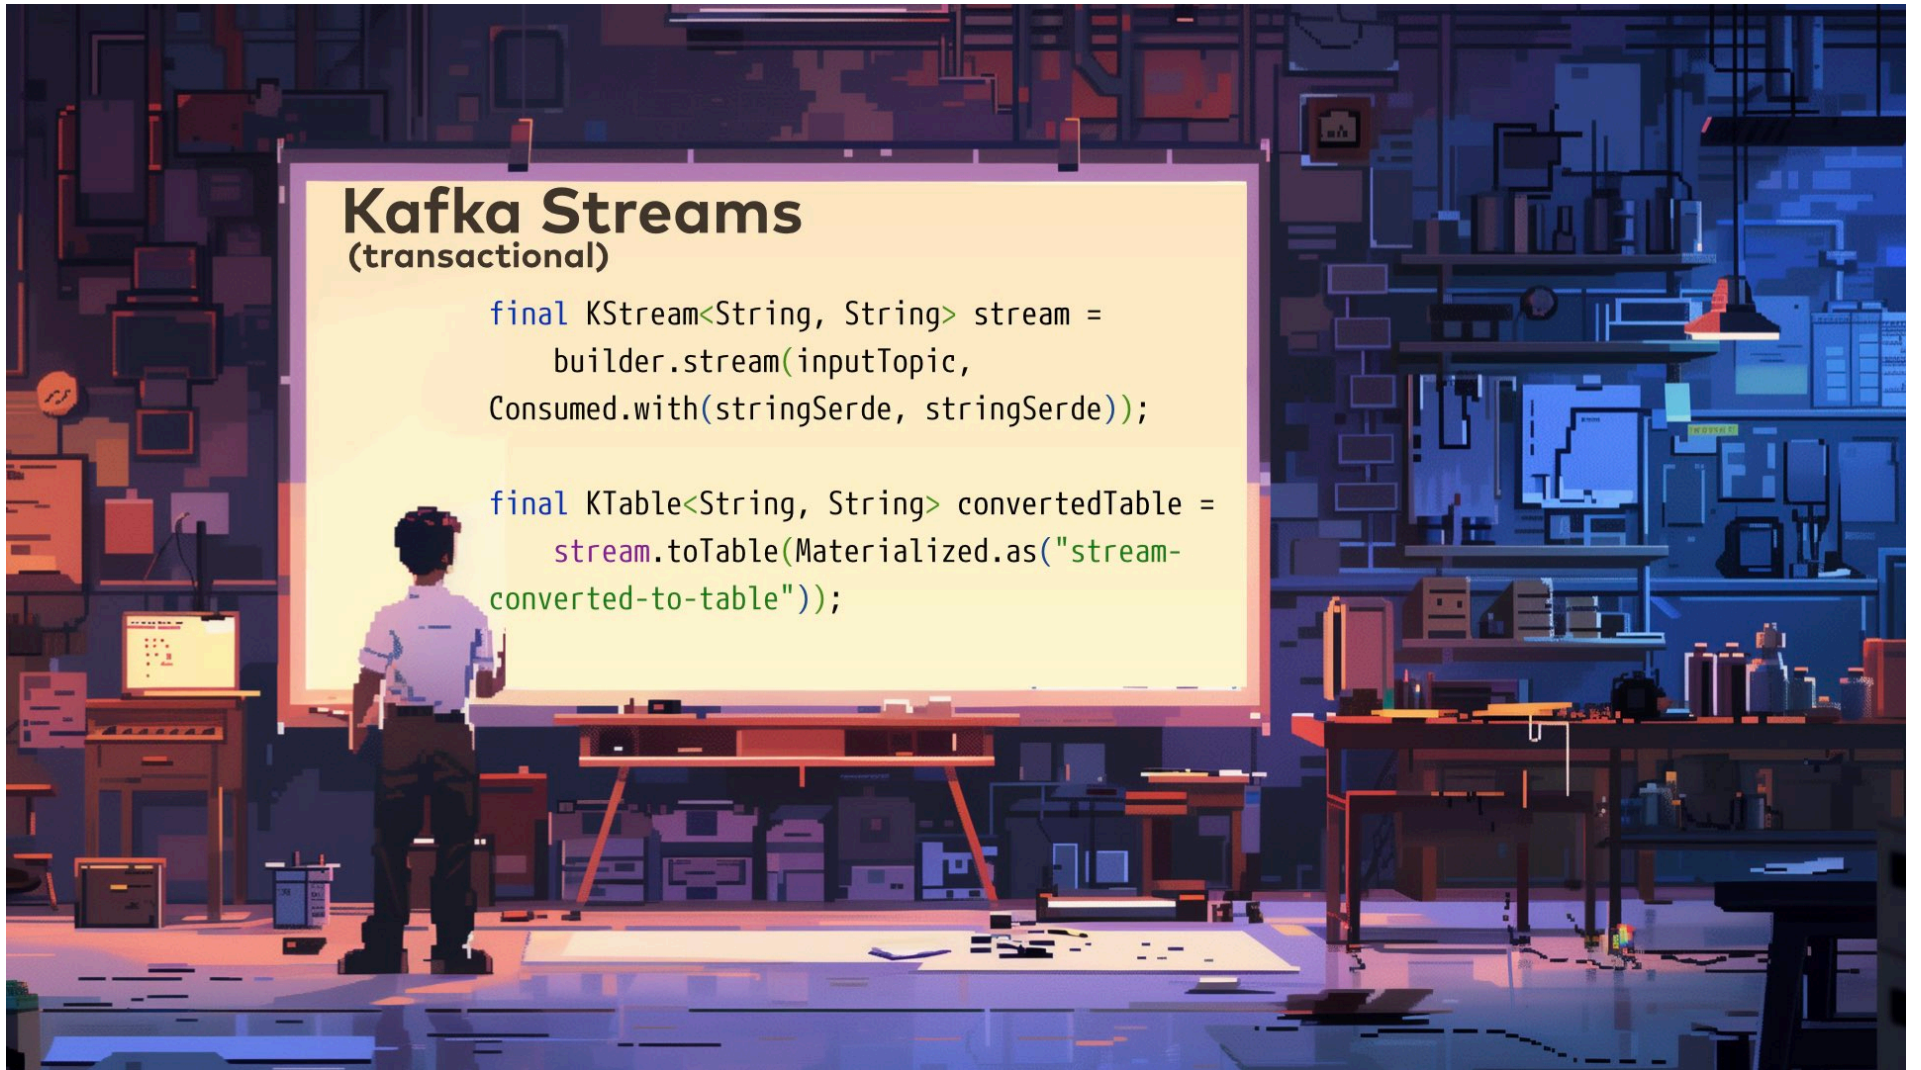 Kafka Streams
(transactional)
final KStream<String, String> stream =
builder.stream(inputTopic,
Consumed.with(stringSerde, stringSerde));
final KTable<String, String> convertedTable =
stream.toTable(Materialized.as("stream-
converted-to-table"));